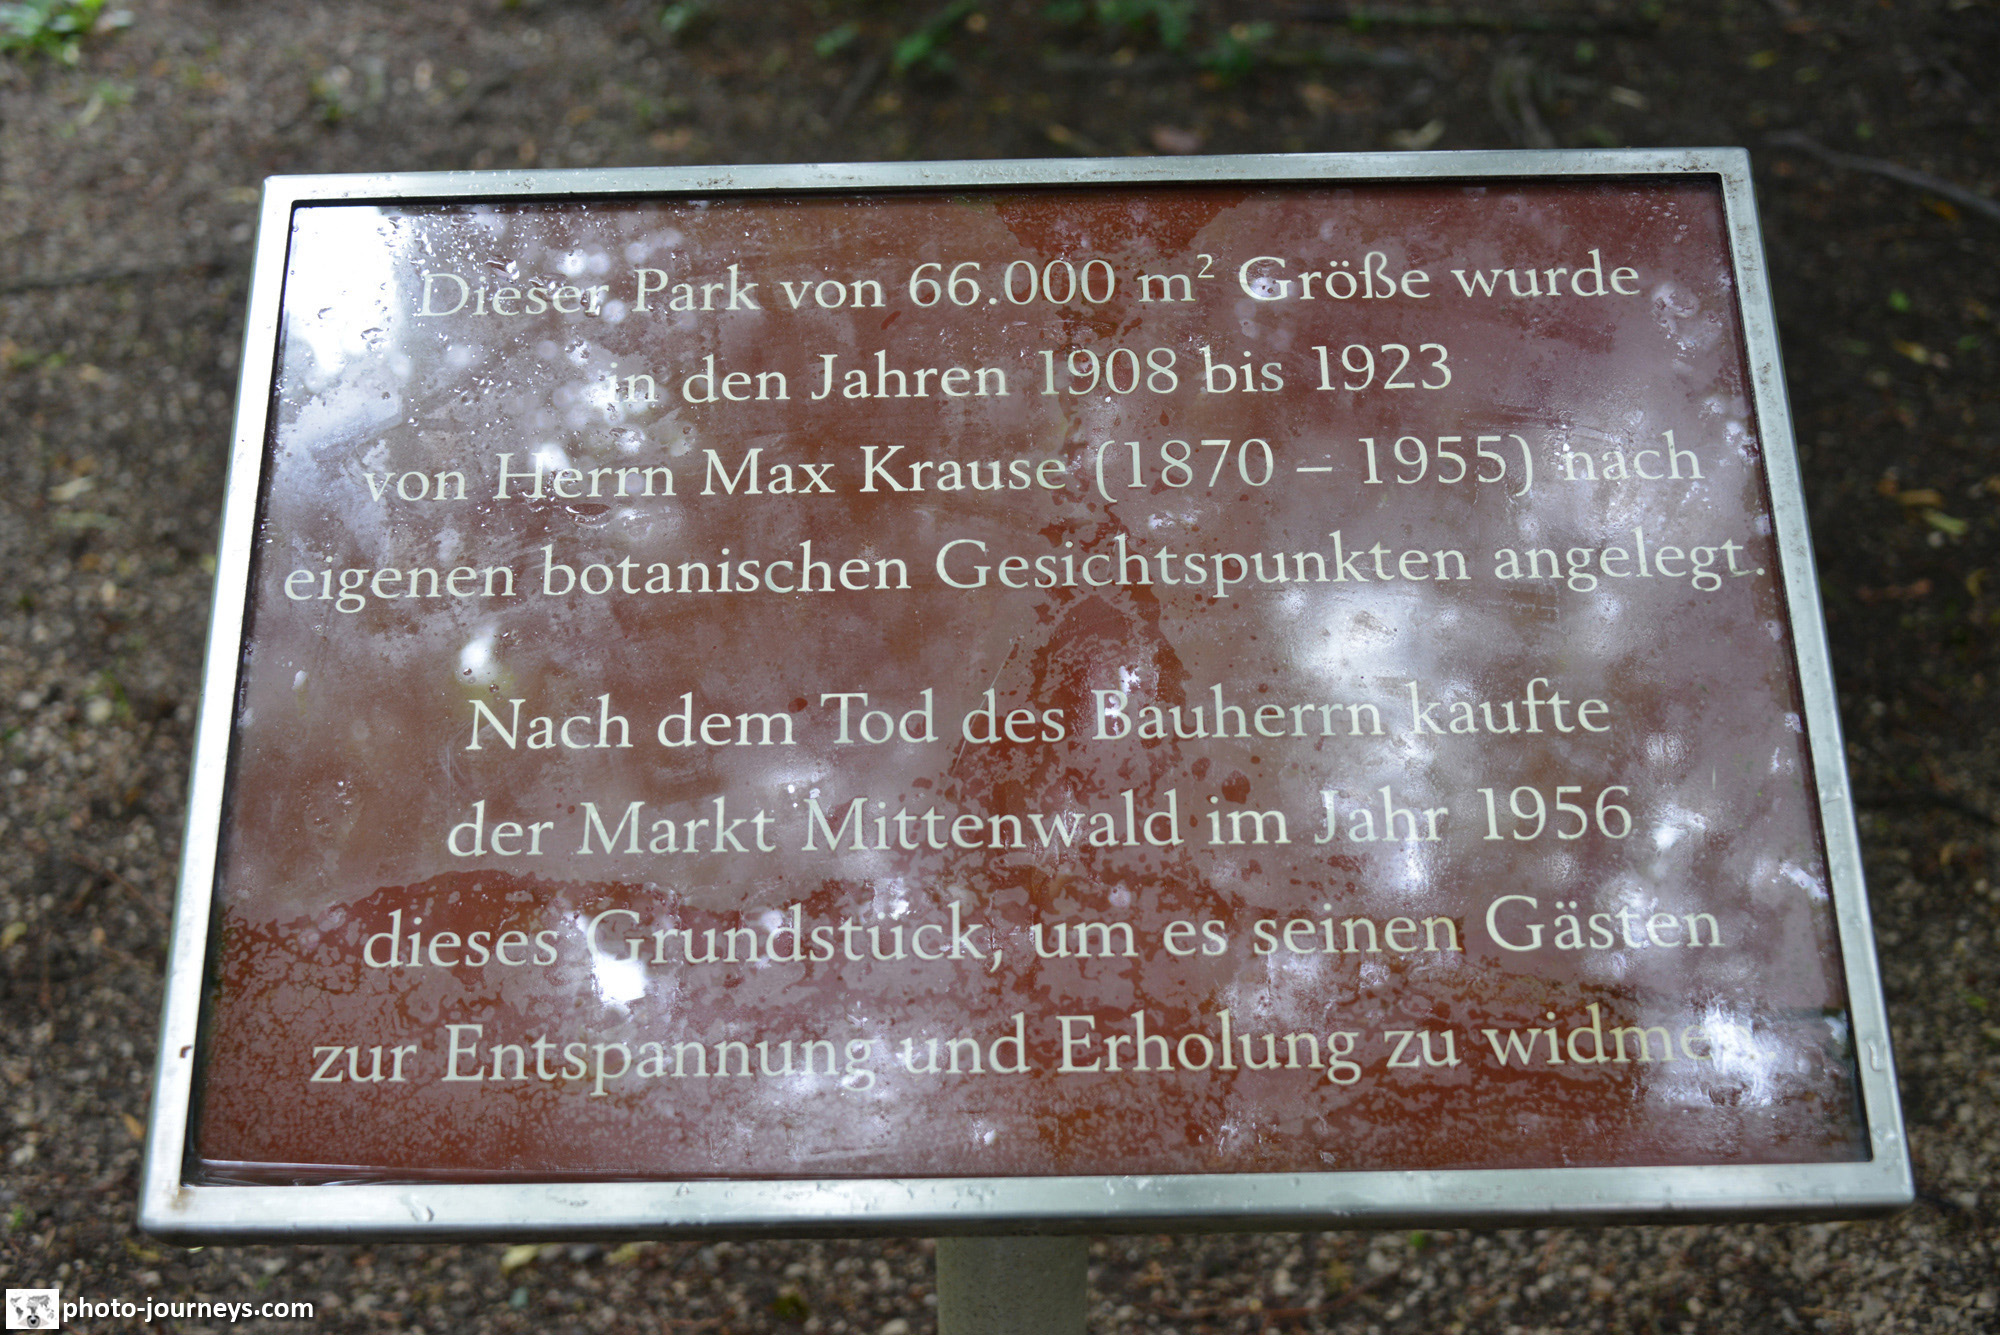 Dieser Park von 66.000 m² Größe wurde
in den Jahren 1908 bis 1923
von Herrn Max Krause (1870 – 1955) nach
eigenen botanischen Gesichtspunkten angelegt.
Nach dem Tod des Bauherrn kaufte
der Markt Mittenwald im Jahr 1956
dieses Grundstück, um es seinen Gästen
zur Entspannung und Erholung zu widmen.
photo-journeys.com